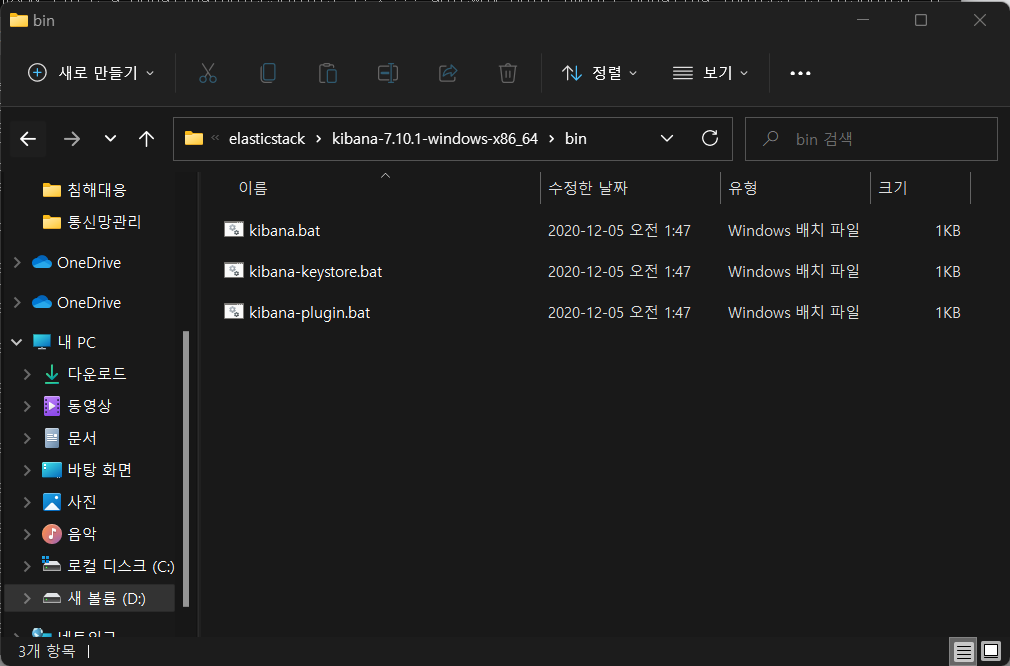 bin
새로 만들기 정렬 보기
« elasticstack > kibana-7.10.1-windows-x86_64 > bin
bin 검색
침해대응
통신망관리
OneDrive
OneDrive
내 PC
다운로드
동영상
문서
바탕 화면
사진
음악
로컬 디스크 (C:)
새 볼륨 (D:)
네트워크
이름 수정한 날짜 유형 크기
kibana.bat 2020-12-05 오전 1:47 Windows 배치 파일 1KB
kibana-keystore.bat 2020-12-05 오전 1:47 Windows 배치 파일 1KB
kibana-plugin.bat 2020-12-05 오전 1:47 Windows 배치 파일 1KB
3개 항목